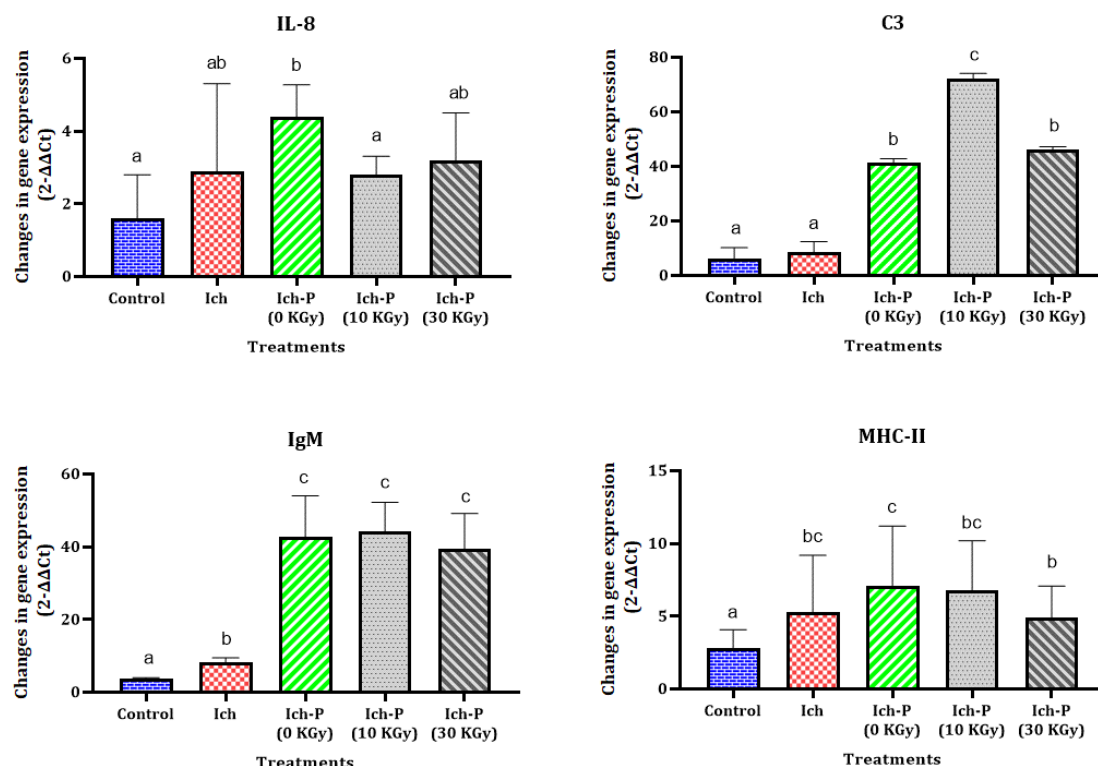 IL-8
Changes in gene expression
(2-ΔΔCt)
6
4
2
0
a
ab
b
a
ab
Control
Ich
Ich-P
(0 KGy)
Ich-P
(10 KGy)
Ich-P
(30 KGy)
Treatments
C3
Changes in gene expression
(2-ΔΔCt)
80
60
40
20
0
a
a
b
c
b
Control
Ich
Ich-P
(0 KGy)
Ich-P
(10 KGy)
Ich-P
(30 KGy)
Treatments
IgM
Changes in gene expression
(2-ΔΔCt)
60
40
20
0
a
b
c
c
c
Control
Ich
Ich-P
(0 KGy)
Ich-P
(10 KGy)
Ich-P
(30 KGy)
Treatments
MHC-II
Changes in gene expression
(2-ΔΔCt)
15
10
5
0
a
bc
c
bc
b
Control
Ich
Ich-P
(0 KGy)
Ich-P
(10 KGy)
Ich-P
(30 KGy)
Treatments